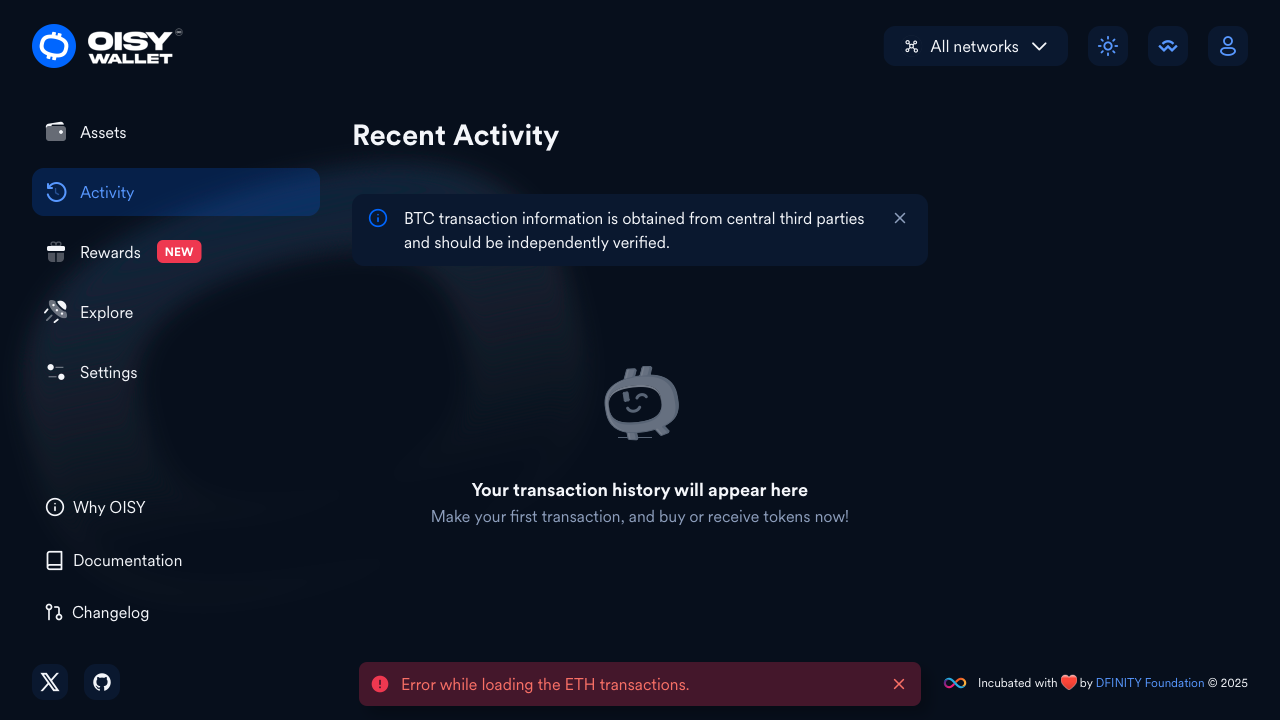 OISY
WALLET
All networks
Assets
Activity
Rewards NEW
Explore
Settings
Why OISY
Documentation
Changelog
Recent Activity
BTC transaction information is obtained from central third parties
and should be independently verified.
Your transaction history will appear here
Make your first transaction, and buy or receive tokens now!
Error while loading the ETH transactions.
Incubated with ❤️ by DFINITY Foundation © 2025